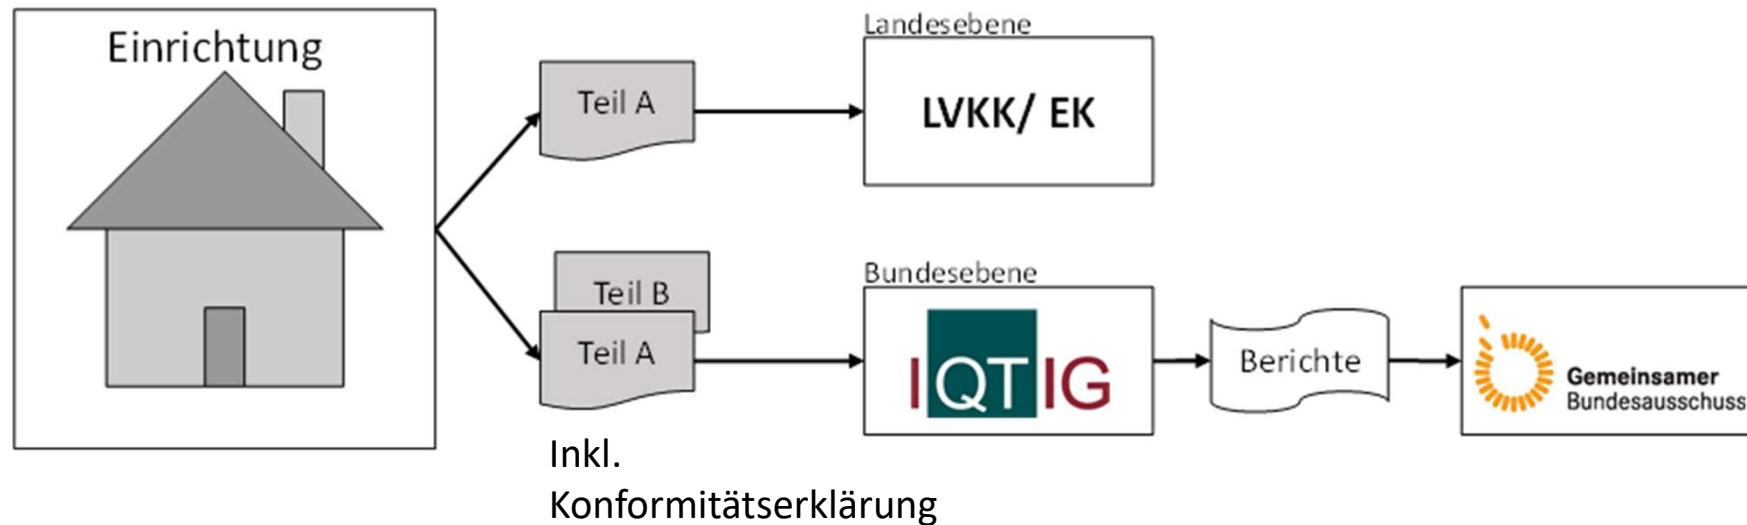 Einrichtung
Landesebene
Teil A
LVKK/ EK
Bundesebene
Teil B
Teil A
IQTIG
Berichte
Gemeinsamer
Bundesausschuss
Inkl.
Konformitätserklärung